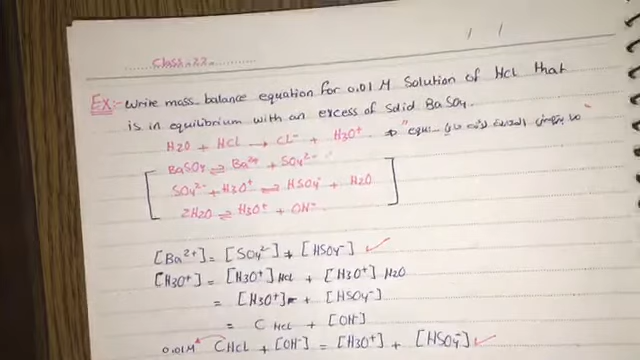 Class..22..
Ex:- Write mass balance equation for 0.01 M Solution of HCl that
is in equilibrium with an excess of solid BaSO4.
H2O + HCl → Cl⁻ + H3O⁺ ⇒
BaSO4 ⇌ Ba²⁺ + SO4²⁻
SO4²⁻ + H3O⁺ ⇌ HSO4⁻ + H2O
2H2O ⇌ H3O⁺ + OH⁻
[Ba²⁺] = [SO4²⁻] + [HSO4⁻] ✓
[H3O⁺] = [H3O⁺]HCl + [H3O⁺] H2O
= [H3O⁺] + [HSO4⁻]
= C HCl + [OH⁻]
0.01M CHCl + [OH⁻] = [H3O⁺] + [HSO4⁻] ✓